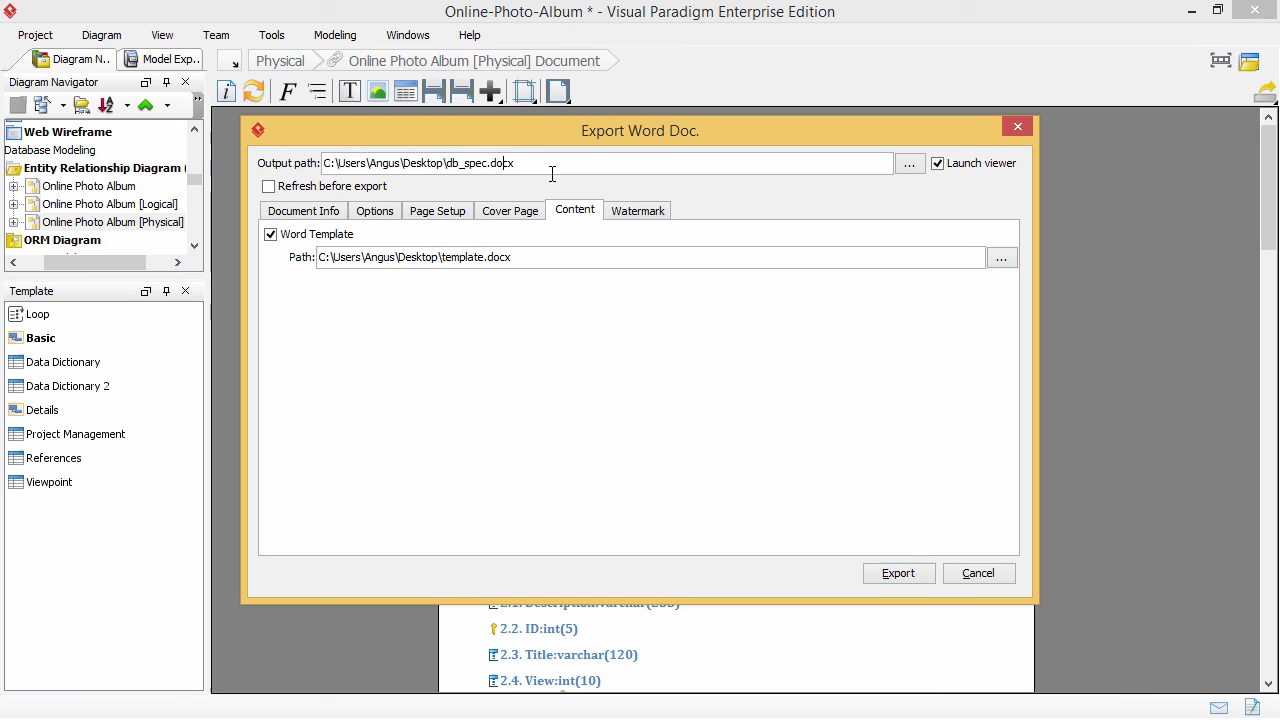 Online-Photo-Album * - Visual Paradigm Enterprise Edition
Project Diagram View Team Tools Modeling Windows Help
Diagram N.. Model Exp.. Physical Online Photo Album [Physical] Document
Diagram Navigator
Web Wireframe
Database Modeling
Entity Relationship Diagram (
Online Photo Album
Online Photo Album [Logical]
Online Photo Album [Physical]
ORM Diagram
Template
Loop
Basic
Data Dictionary
Data Dictionary 2
Details
Project Management
References
Viewpoint
Export Word Doc.
Output path: C:\Users\Angus\Desktop\db_spec.docx ... Launch viewer
Refresh before export
Document Info Options Page Setup Cover Page Content Watermark
Word Template
Path: C:\Users\Angus\Desktop\template.docx ...
Export Cancel
2.1. Description:varchar(255)
2.2. ID:int(5)
2.3. Title:varchar(120)
2.4. View:int(10)